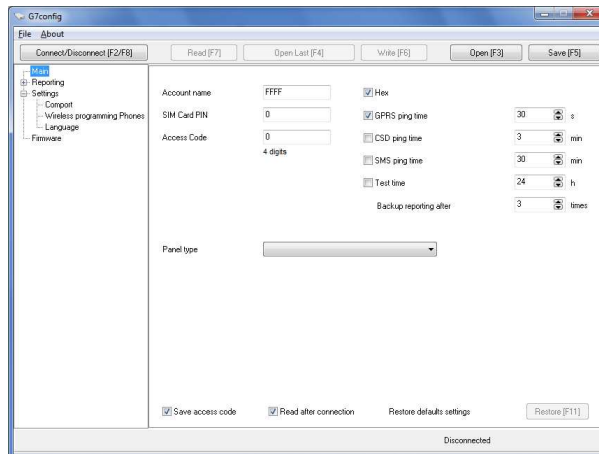 G7config
File About
Connect/Disconnect [F2/F8] Read [F7] Open Last [F4] Write [F6] Open [F3] Save [F5]
Main
Reporting
Settings
Comport
Wireless programming Phones
Language
Firmware
Account name FFFF Hex
SIM Card PIN 0 GPRS ping time 30 s
Access Code 0 CSD ping time 3 min
4 digits
SMS ping time 30 min
Test time 24 h
Backup reporting after 3 times
Panel type
Save access code Read after connection Restore defaults settings Restore [F11]
Disconnected